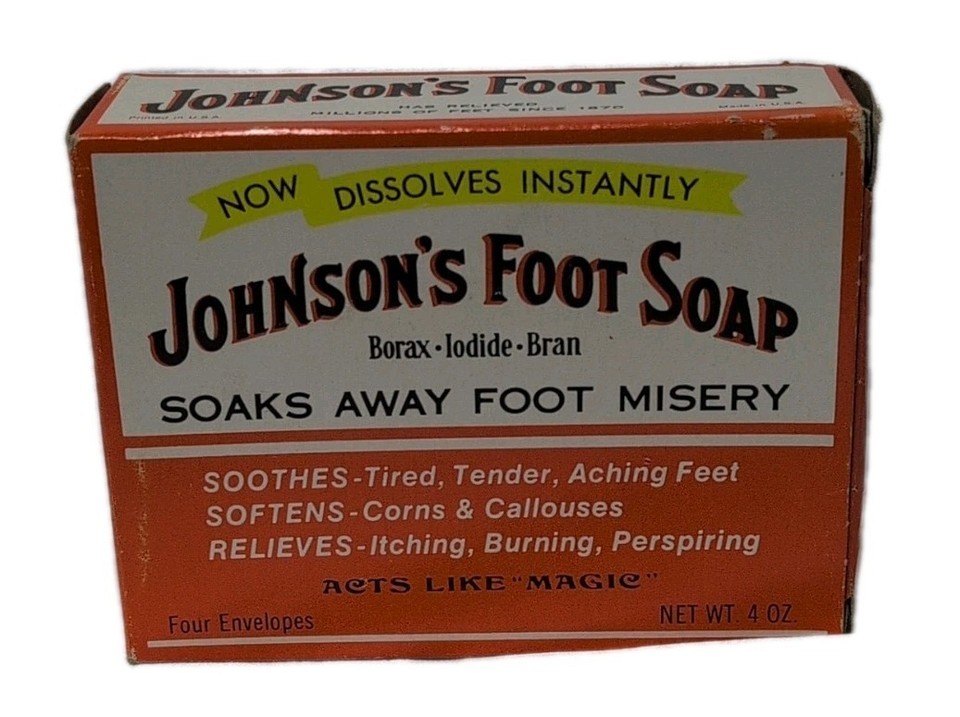 JOHNSON'S FOOT SOAP
HAS RELIEVED
MILLIONS OF FEET SINCE 1870
Printed in U.S.A.
Made in U.S.A.
NOW DISSOLVES INSTANTLY
JOHNSON'S FOOT SOAP
Borax·Iodide·Bran
SOAKS AWAY FOOT MISERY
SOOTHES-Tired, Tender, Aching Feet
SOFTENS-Corns & Callouses
RELIEVES-Itching, Burning, Perspiring
ACTS LIKE "MAGIC"
Four Envelopes
NET WT. 4 OZ.